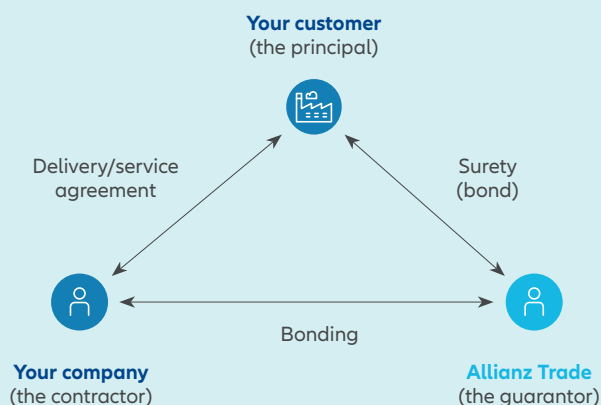 Your customer
(the principal)
Delivery/service
agreement
Surety
(bond)
Bonding
Your company
(the contractor)
Allianz Trade
(the guarantor)